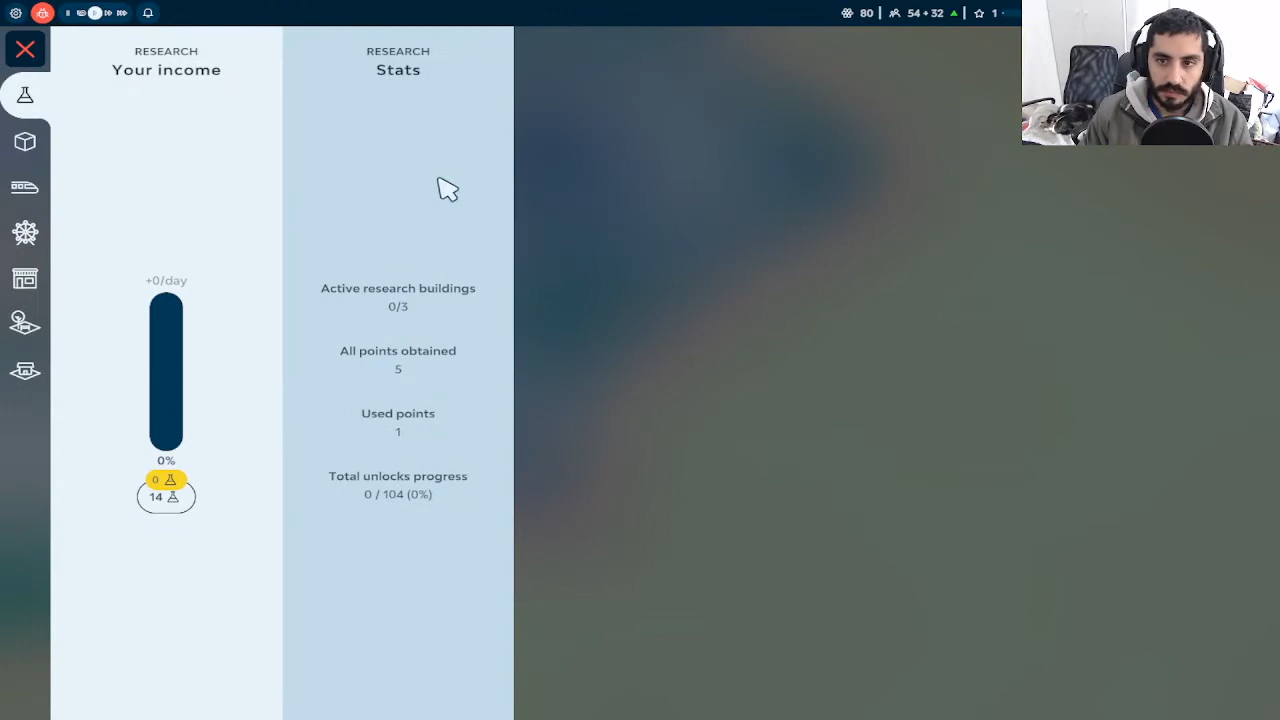 80
54 + 32
1
RESEARCH
Your income
+0/day
0%
0
14
RESEARCH
Stats
Active research buildings
0/3
All points obtained
5
Used points
1
Total unlocks progress
0 / 104 (0%)